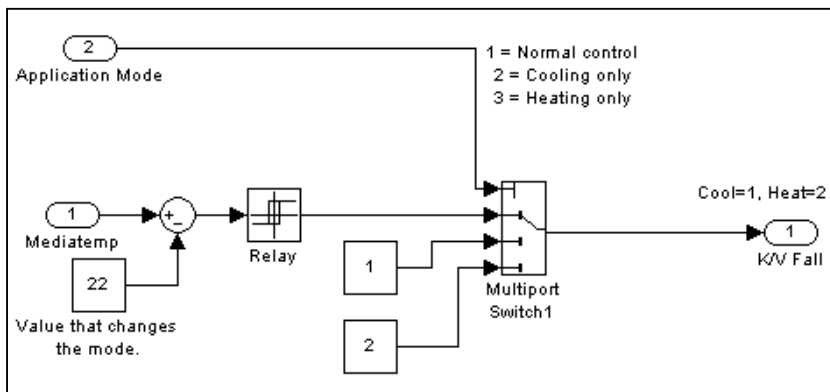 2
Application Mode
1 = Normal control
2 = Cooling only
3 = Heating only
Cool=1, Heat=2
1
Mediatemp
+
−
Relay
22
Value that changes
the mode.
1
2
Multiport
Switch1
1
K/V Fall